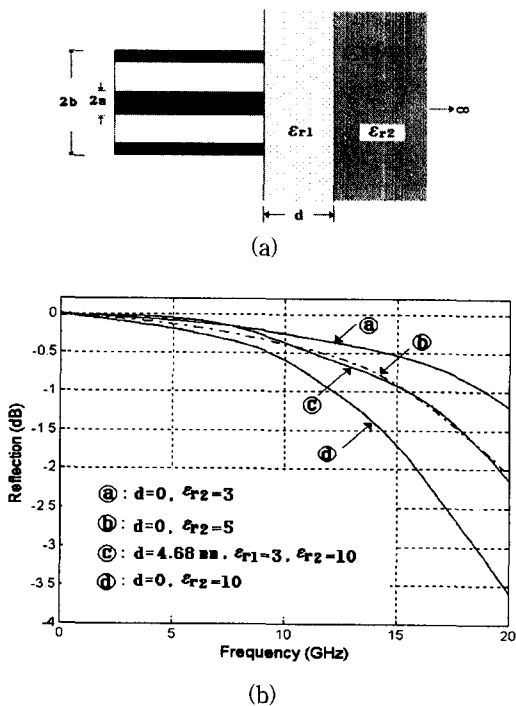 2b
2a
εr1
εr2
∞
d
(a)
0
-0.5
-1
-1.5
-2
-2.5
-3
-3.5
-4
0
5
10
15
20
Reflection (dB)
Frequency (GHz)
ⓐ
ⓑ
ⓒ
ⓓ
ⓐ : d=0, εr2=3
ⓑ : d=0, εr2=5
ⓒ : d=4.68 mm, εr1=3, εr2=10
ⓓ : d=0, εr2=10
(b)